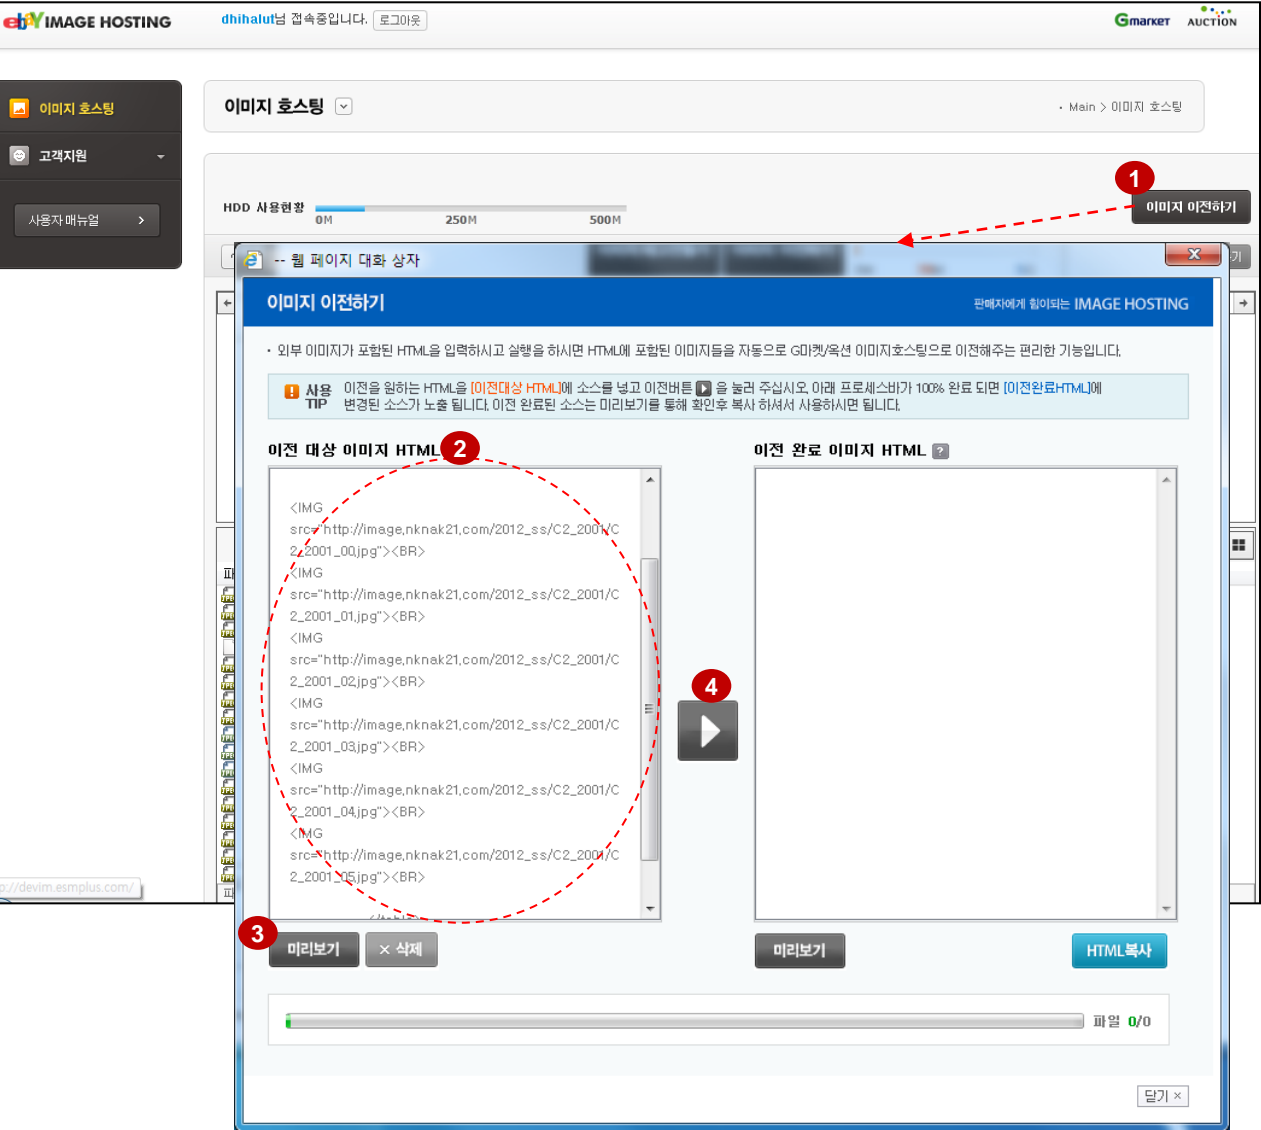 ebY IMAGE HOSTING
dhihalut님 접속중입니다. 로그아웃
Gmarket AUCTION
이미지 호스팅
고객지원
사용자 매뉴얼
이미지 호스팅
· Main > 이미지 호스팅
1
HDD 사용현황
0M 250M 500M
이미지 이전하기
-- 웹 페이지 대화 상자
x
기
이미지 이전하기
판매자에게 힘이되는 IMAGE HOSTING
· 외부 이미지가 포함된 HTML을 입력하시고 실행을 하시면 HTML에 포함된 이미지들을 자동으로 G마켓/옥션 이미지호스팅으로 이전해주는 편리한 기능입니다.
사용 TIP
이전을 원하는 HTML을 [이전대상 HTML]에 소스를 넣고 이전버튼 을 눌러 주십시오. 아래 프로세스바가 100% 완료 되면 [이전완료HTML]에
변경된 소스가 노출 됩니다. 이전 완료된 소스는 미리보기를 통해 확인후 복사 하셔서 사용하시면 됩니다.
이전 대상 이미지 HTML 2
이전 완료 이미지 HTML ?
<IMG
src="http://image.nknak21.com/2012_ss/C2_2001/C
2_2001_00.jpg"><BR>
<IMG
src="http://image.nknak21.com/2012_ss/C2_2001/C
2_2001_01.jpg"><BR>
<IMG
src="http://image.nknak21.com/2012_ss/C2_2001/C
2_2001_02.jpg"><BR>
<IMG
src="http://image.nknak21.com/2012_ss/C2_2001/C
2_2001_03.jpg"><BR>
<IMG
src="http://image.nknak21.com/2012_ss/C2_2001/C
2_2001_04.jpg"><BR>
<IMG
src="http://image.nknak21.com/2012_ss/C2_2001/C
2_2001_05.jpg"><BR>
</table>
4
p://devim.esmplus.com/
3
미리보기 × 삭제
미리보기 HTML복사
파일 0/0
닫기 ×